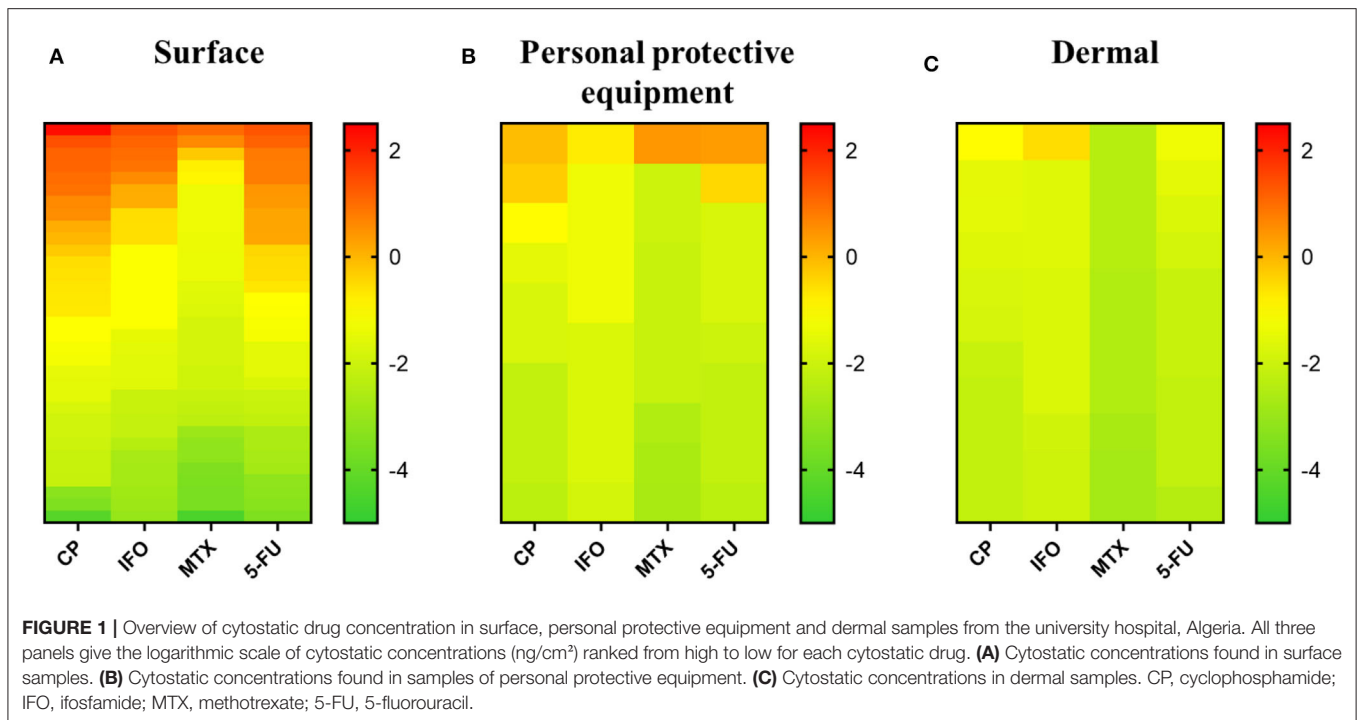 A
Surface
2
0
-2
-4
CP
IFO
MTX
5-FU
B
Personal protective
equipment
2
0
-2
-4
CP
IFO
MTX
5-FU
C
Dermal
2
0
-2
-4
CP
IFO
MTX
5-FU
FIGURE 1 | Overview of cytostatic drug concentration in surface, personal protective equipment and dermal samples from the university hospital, Algeria. All three
panels give the logarithmic scale of cytostatic concentrations (ng/cm²) ranked from high to low for each cytostatic drug. (A) Cytostatic concentrations found in surface
samples. (B) Cytostatic concentrations found in samples of personal protective equipment. (C) Cytostatic concentrations in dermal samples. CP, cyclophosphamide;
IFO, ifosfamide; MTX, methotrexate; 5-FU, 5-fluorouracil.